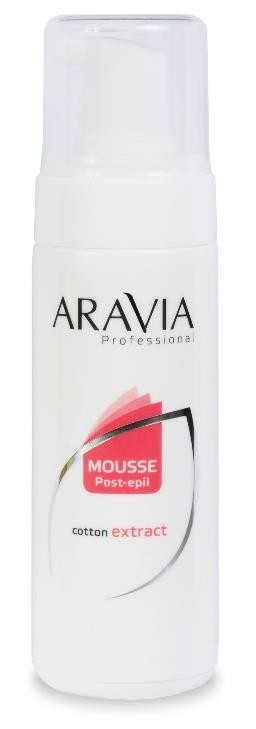 ARAVIA
Professional
MOUSSE
Post-epil
cotton extract